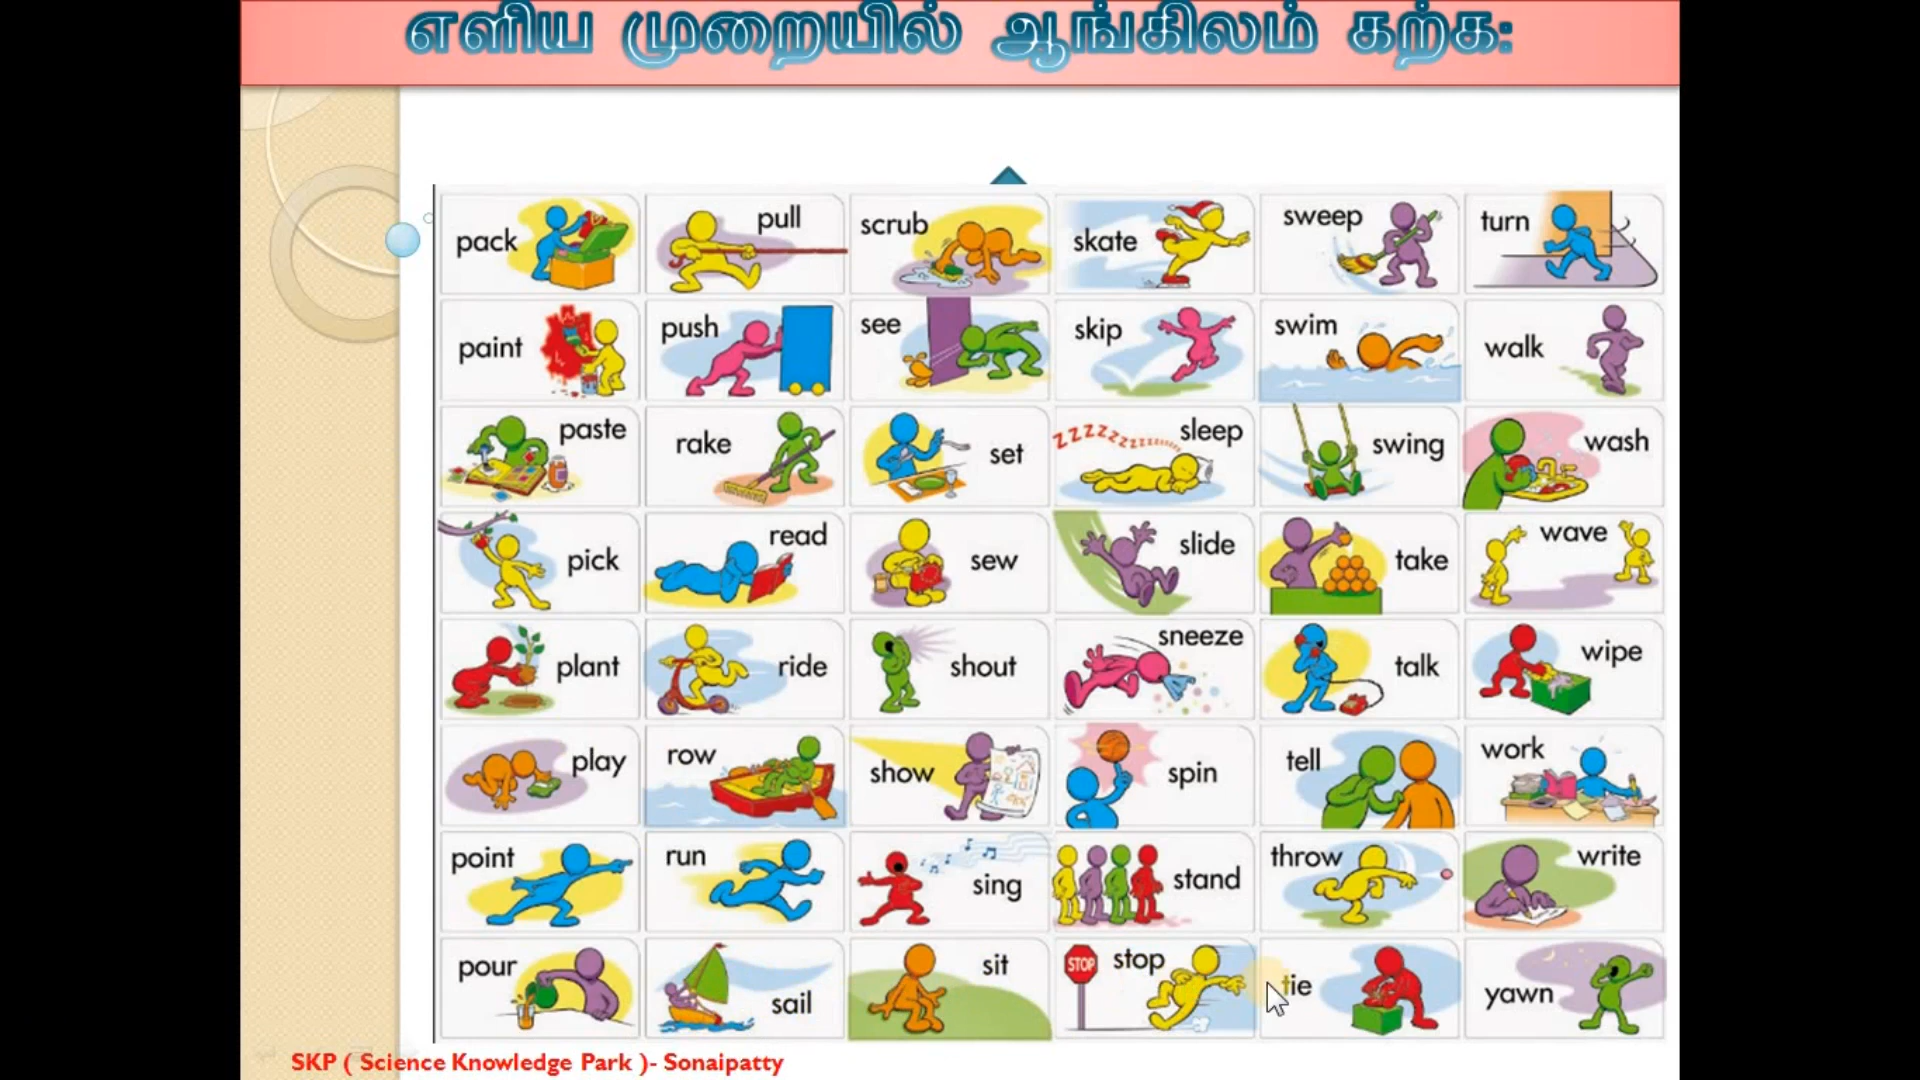 எளிய முறையில் ஆங்கிலம் கற்க:
pack pull scrub skate sweep turn
paint push see skip swim walk
paste rake set zzzzzzzzzzzzzz sleep swing wash
pick read sew slide take wave
plant ride shout sneeze talk wipe
play row show spin tell work
point run sing stand throw write
pour sail sit STOP stop tie yawn
SKP ( Science Knowledge Park )- Sonaipatty